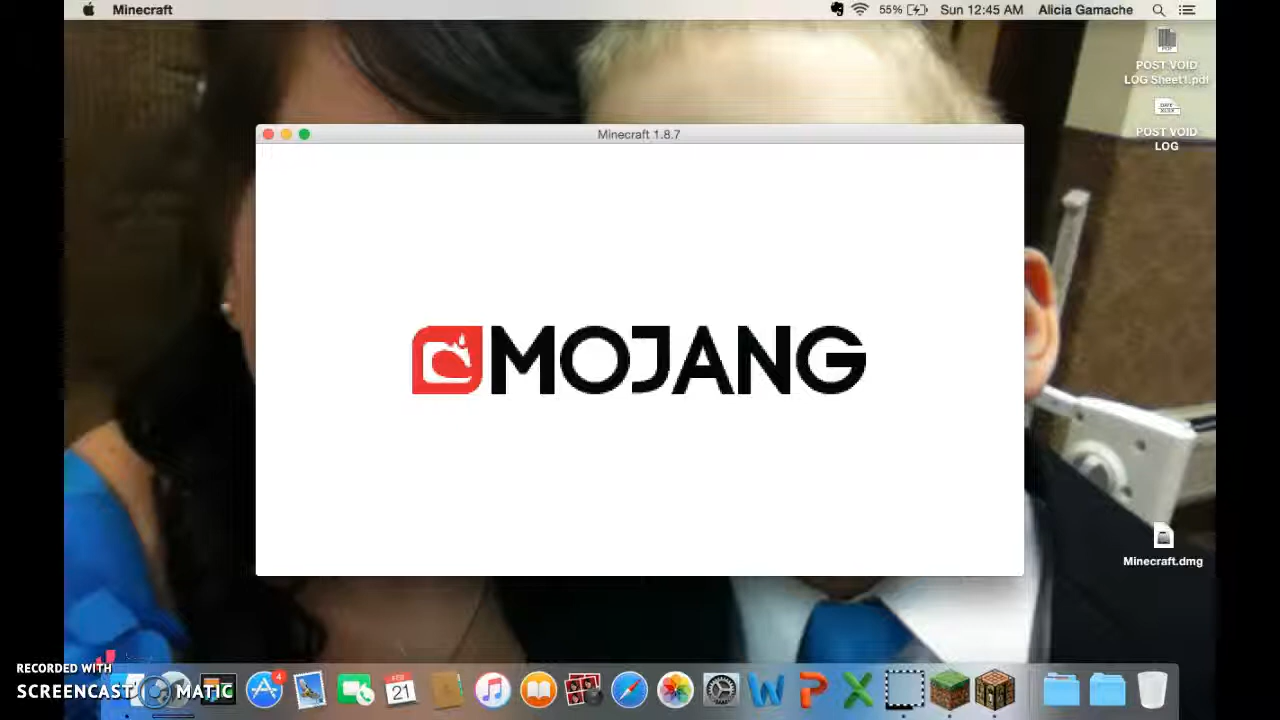 Minecraft
55%
Sun 12:45 AM
Alicia Gamache
POST VOID
LOG Sheet1.pdf
POST VOID
LOG
Minecraft 1.8.7
MOJANG
Minecraft.dmg
RECORDED WITH
SCREENCAST MATIC
4
21